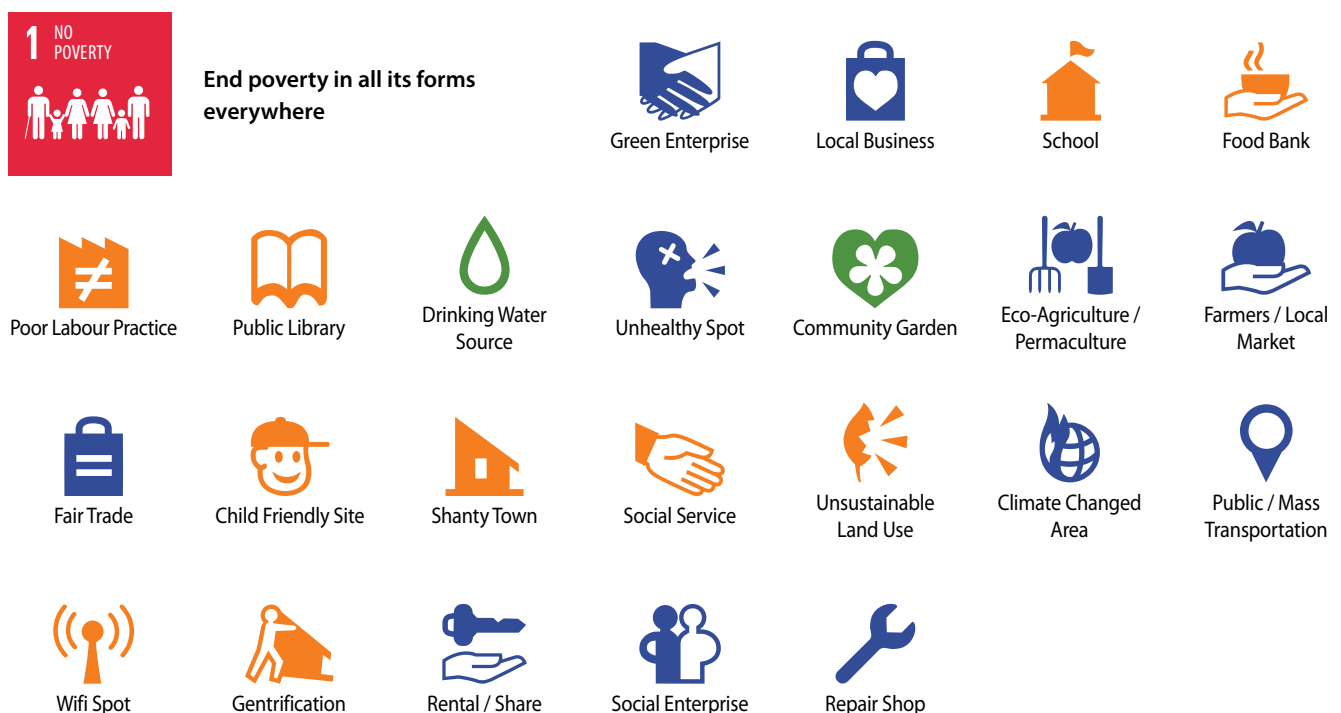 1 NO
POVERTY
End poverty in all its forms
everywhere
Green Enterprise
Local Business
School
Food Bank
Poor Labour Practice
Public Library
Drinking Water
Source
Unhealthy Spot
Community Garden
Eco-Agriculture /
Permaculture
Farmers / Local
Market
Fair Trade
Child Friendly Site
Shanty Town
Social Service
Unsustainable
Land Use
Climate Changed
Area
Public / Mass
Transportation
Wifi Spot
Gentrification
Rental / Share
Social Enterprise
Repair Shop